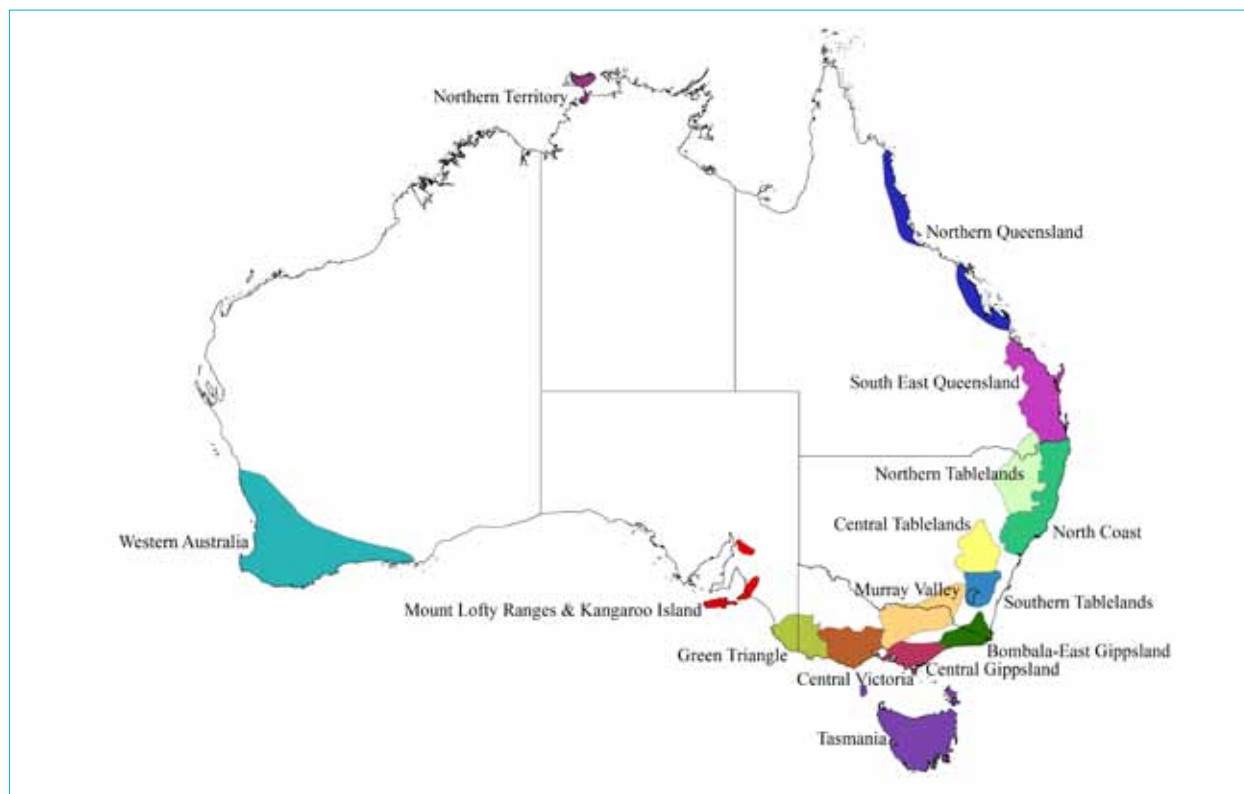 Northern Territory
Northern Queensland
South East Queensland
Northern Tablelands
Central Tablelands
North Coast
Western Australia
Murray Valley
Southern Tablelands
Mount Lofty Ranges & Kangaroo Island
Green Triangle
Bombala-East Gippsland
Central Gippsland
Central Victoria
Tasmania